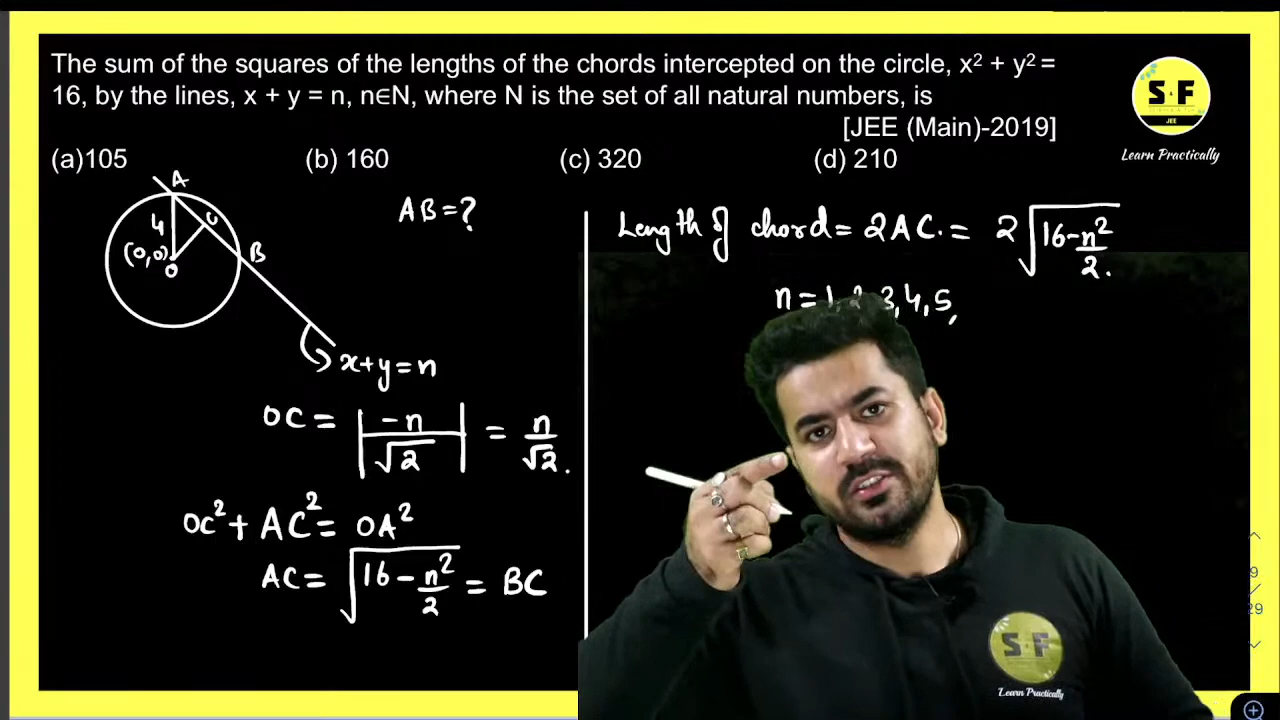 The sum of the squares of the lengths of the chords intercepted on the circle, x² + y² =
16, by the lines, x + y = n, n∈N, where N is the set of all natural numbers, is
[JEE (Main)-2019]
(a)105 (b) 160 (c) 320 (d) 210
S F
JEE
Learn Practically
A
4
C
(0,0)
O
B
x+y=n
AB=?
OC = |-n/√2| = n/√2.
OC² + AC² = OA²
AC = √(16-n²/2) = BC
Length of chord = 2AC. = 2√(16-n²/2.)
n=1, 2, 3, 4, 5,
S F
Learn Practically
9
29